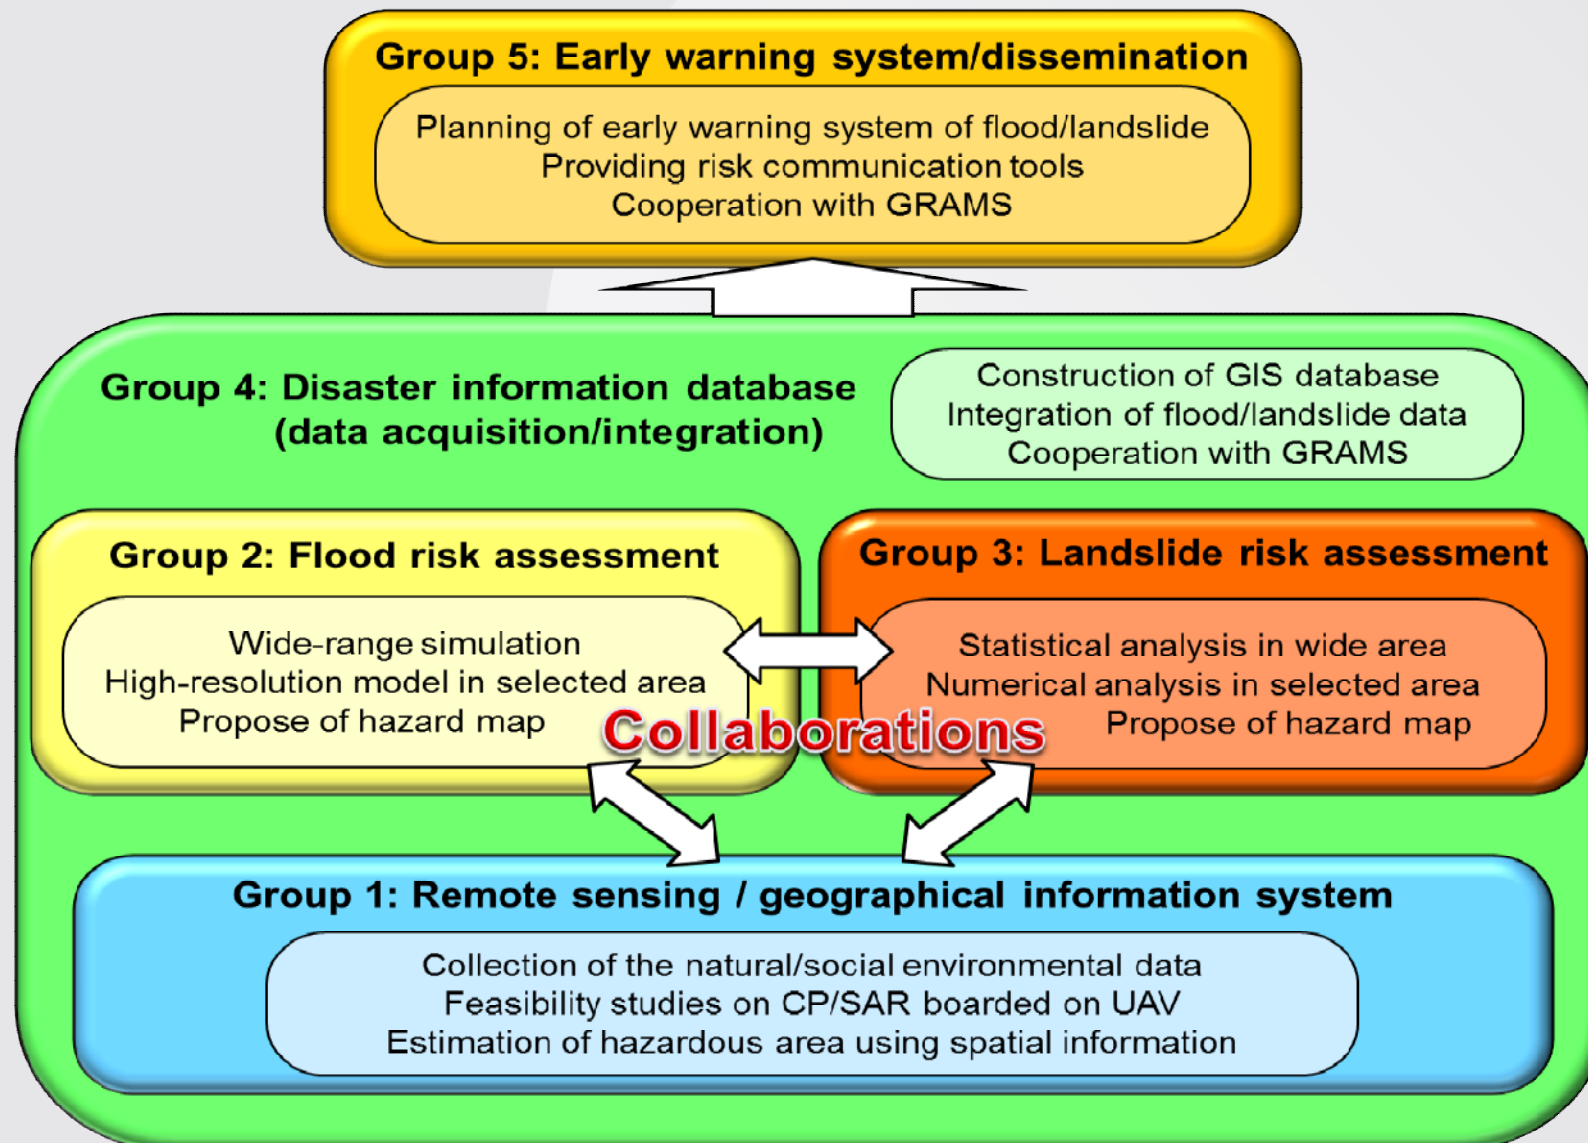 Group 5: Early warning system/dissemination
Planning of early warning system of flood/landslide
Providing risk communication tools
Cooperation with GRAMS
Group 4: Disaster information database
(data acquisition/integration)
Construction of GIS database
Integration of flood/landslide data
Cooperation with GRAMS
Group 2: Flood risk assessment
Wide-range simulation
High-resolution model in selected area
Propose of hazard map
Group 3: Landslide risk assessment
Statistical analysis in wide area
Numerical analysis in selected area
Propose of hazard map
Collaborations
Group 1: Remote sensing / geographical information system
Collection of the natural/social environmental data
Feasibility studies on CP/SAR boarded on UAV
Estimation of hazardous area using spatial information